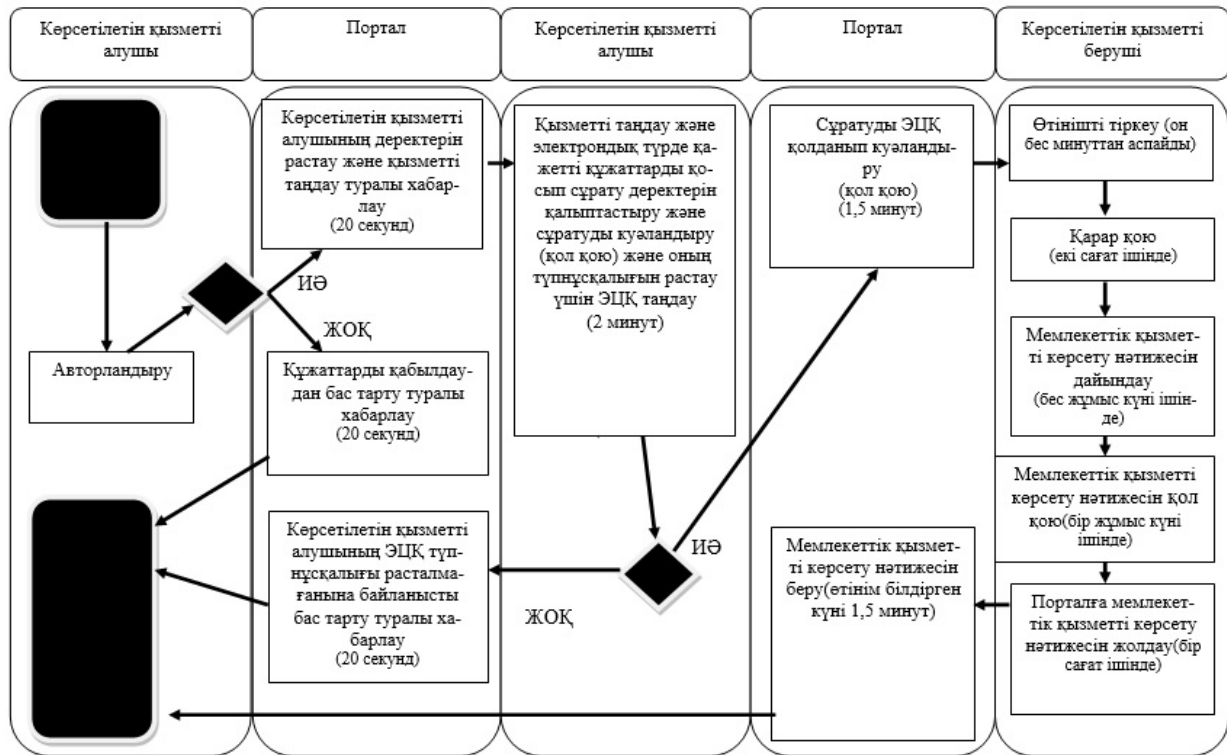 Көрсетілетін қызметті
алушы
Портал
Көрсетілетін қызметті
алушы
Портал
Көрсетілетін қызметті
беруші
Авторландыру
Көрсетілетін қызметті
алушының деректерін
растау және қызметті
таңдау туралы хабар-
лау
(20 секунд)
ИӘ
ЖОҚ
Құжаттарды қабылдау-
дан бас тарту туралы
хабарлау
(20 секунд)
Көрсетілетін қызметті
алушының ЭЦҚ түп-
нұсқалығы расталма-
ғанына байланысты
бас тарту туралы ха-
барлау
(20 секунд)
Қызметті таңдау және
электрондық түрде қа-
жетті құжаттарды қо-
сып сұрату деректерін
қалыптастыру және
сұратуды куәландыру
(қол қою) және оның
түпнұсқалығын растау
үшін ЭЦҚ таңдау
(2 минут)
ИӘ
ЖОҚ
Сұратуды ЭЦҚ
қолданып куәланды-
ру
(қол қою)
(1,5 минут)
Мемлекеттік қызмет-
ті көрсету нәтижесін
беру(өтінім білдірген
күні 1,5 минут)
Өтінішті тіркеу (он
бес минуттан аспайды)
Қарар қою
(екі сағат ішінде)
Мемлекеттік қызмет-
ті көрсету нәтижесін
дайындау
(бес жұмыс күні ішін-
де)
Мемлекеттік қызметті
көрсету нәтижесін қол
қою(бір жұмыс күні
ішінде)
Порталға мемлекет-
тік қызметті көрсету
нәтижесін жолдау(бір
сағат ішінде)